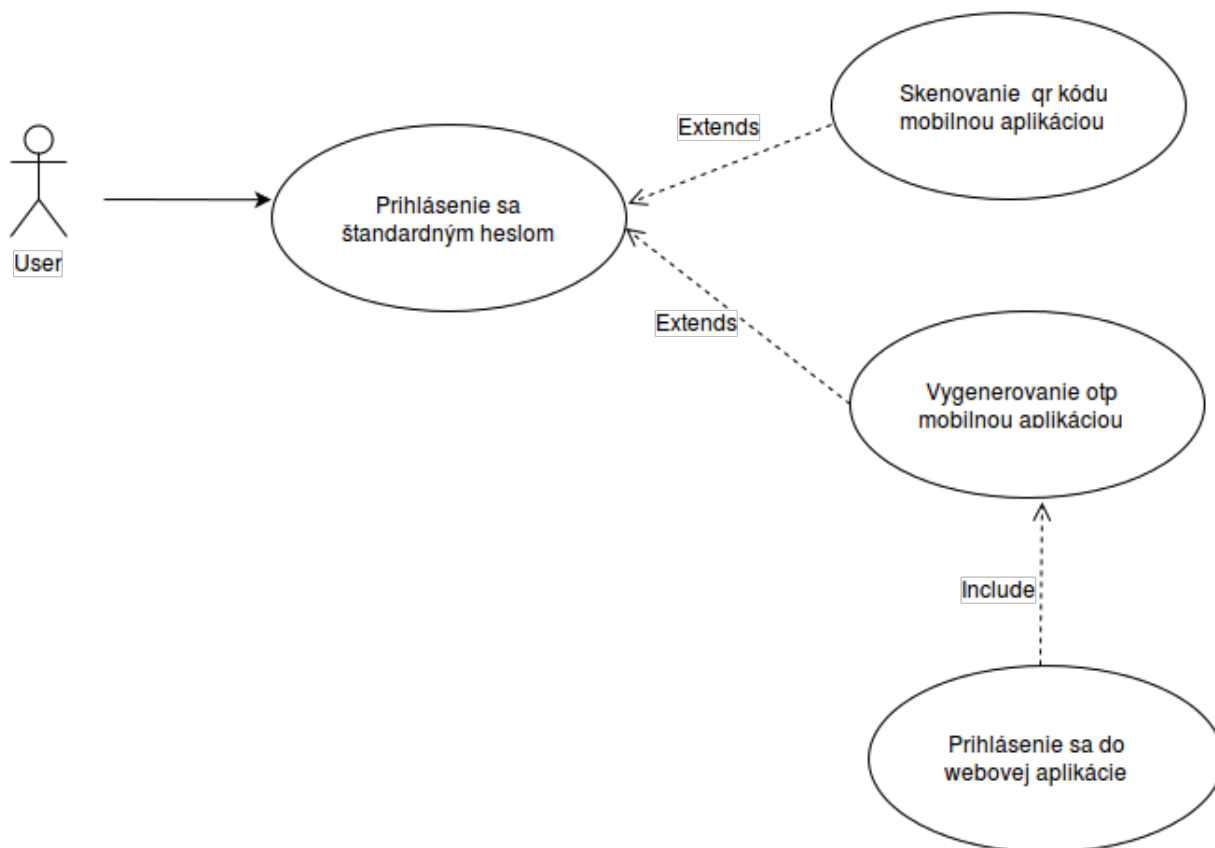 Skenovanie qr kódu
mobilnou aplikáciou
Extends
Prihlásenie sa
štandardným heslom
User
Extends
Vygenerovanie otp
mobilnou aplikáciou
Include
Prihlásenie sa do
webovej aplikácie